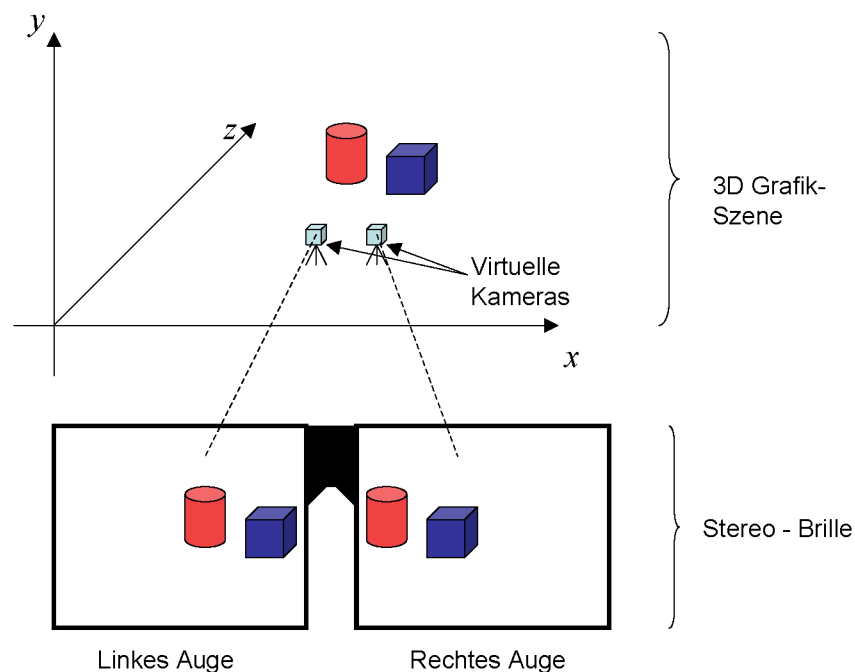 y
z
3D Grafik-
Szene
Virtuelle
Kameras
x
Stereo - Brille
Linkes Auge
Rechtes Auge